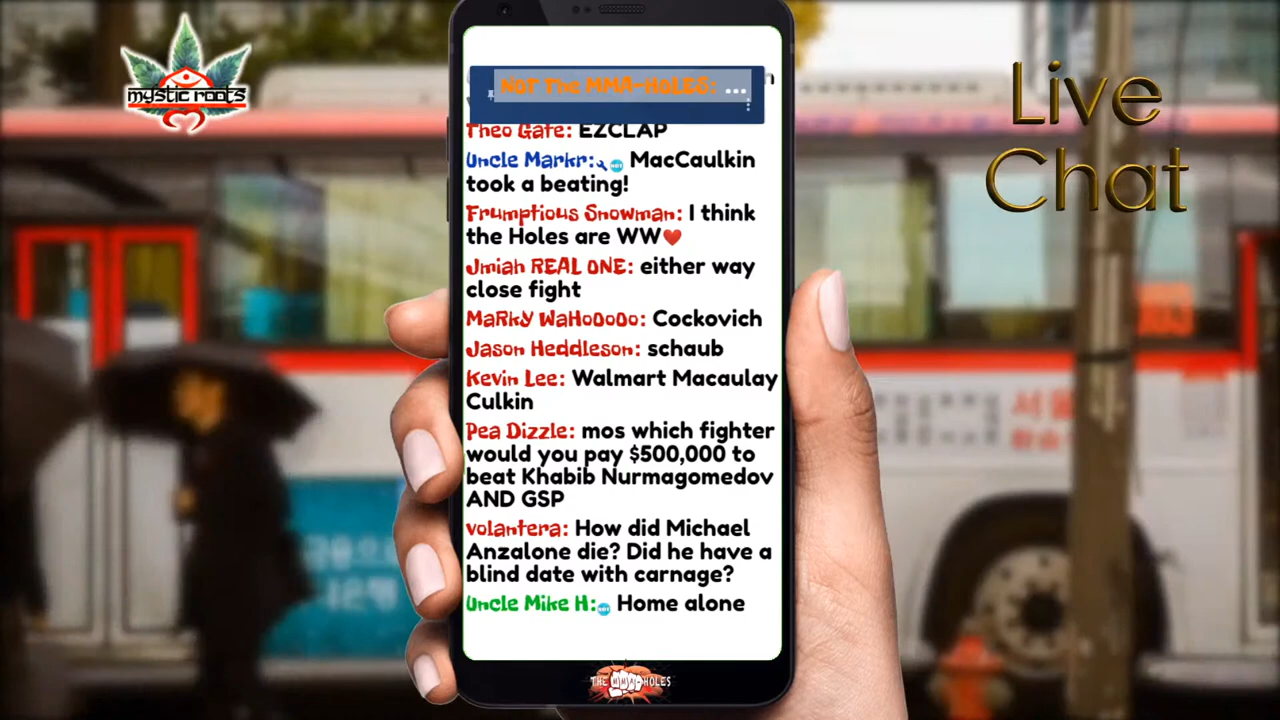 mystic roots
Live
Chat
NOT The MMA-HOLES: ...
Theo Gate: EZCLAP
Uncle Markr: MacCaulkin
took a beating!
Frumptious Snowman: I think
the Holes are WW❤️
Jmiah REAL ONE: either way
close fight
MaRKy WaHoOoOo: Cockovich
Jason Heddleson: schaub
Kevin Lee: Walmart Macaulay
Culkin
Pea Dizzle: mos which fighter
would you pay $500,000 to
beat Khabib Nurmagomedov
AND GSP
volantera: How did Michael
Anzalone die? Did he have a
blind date with carnage?
Uncle Mike H: Home alone
THE MMA-HOLES